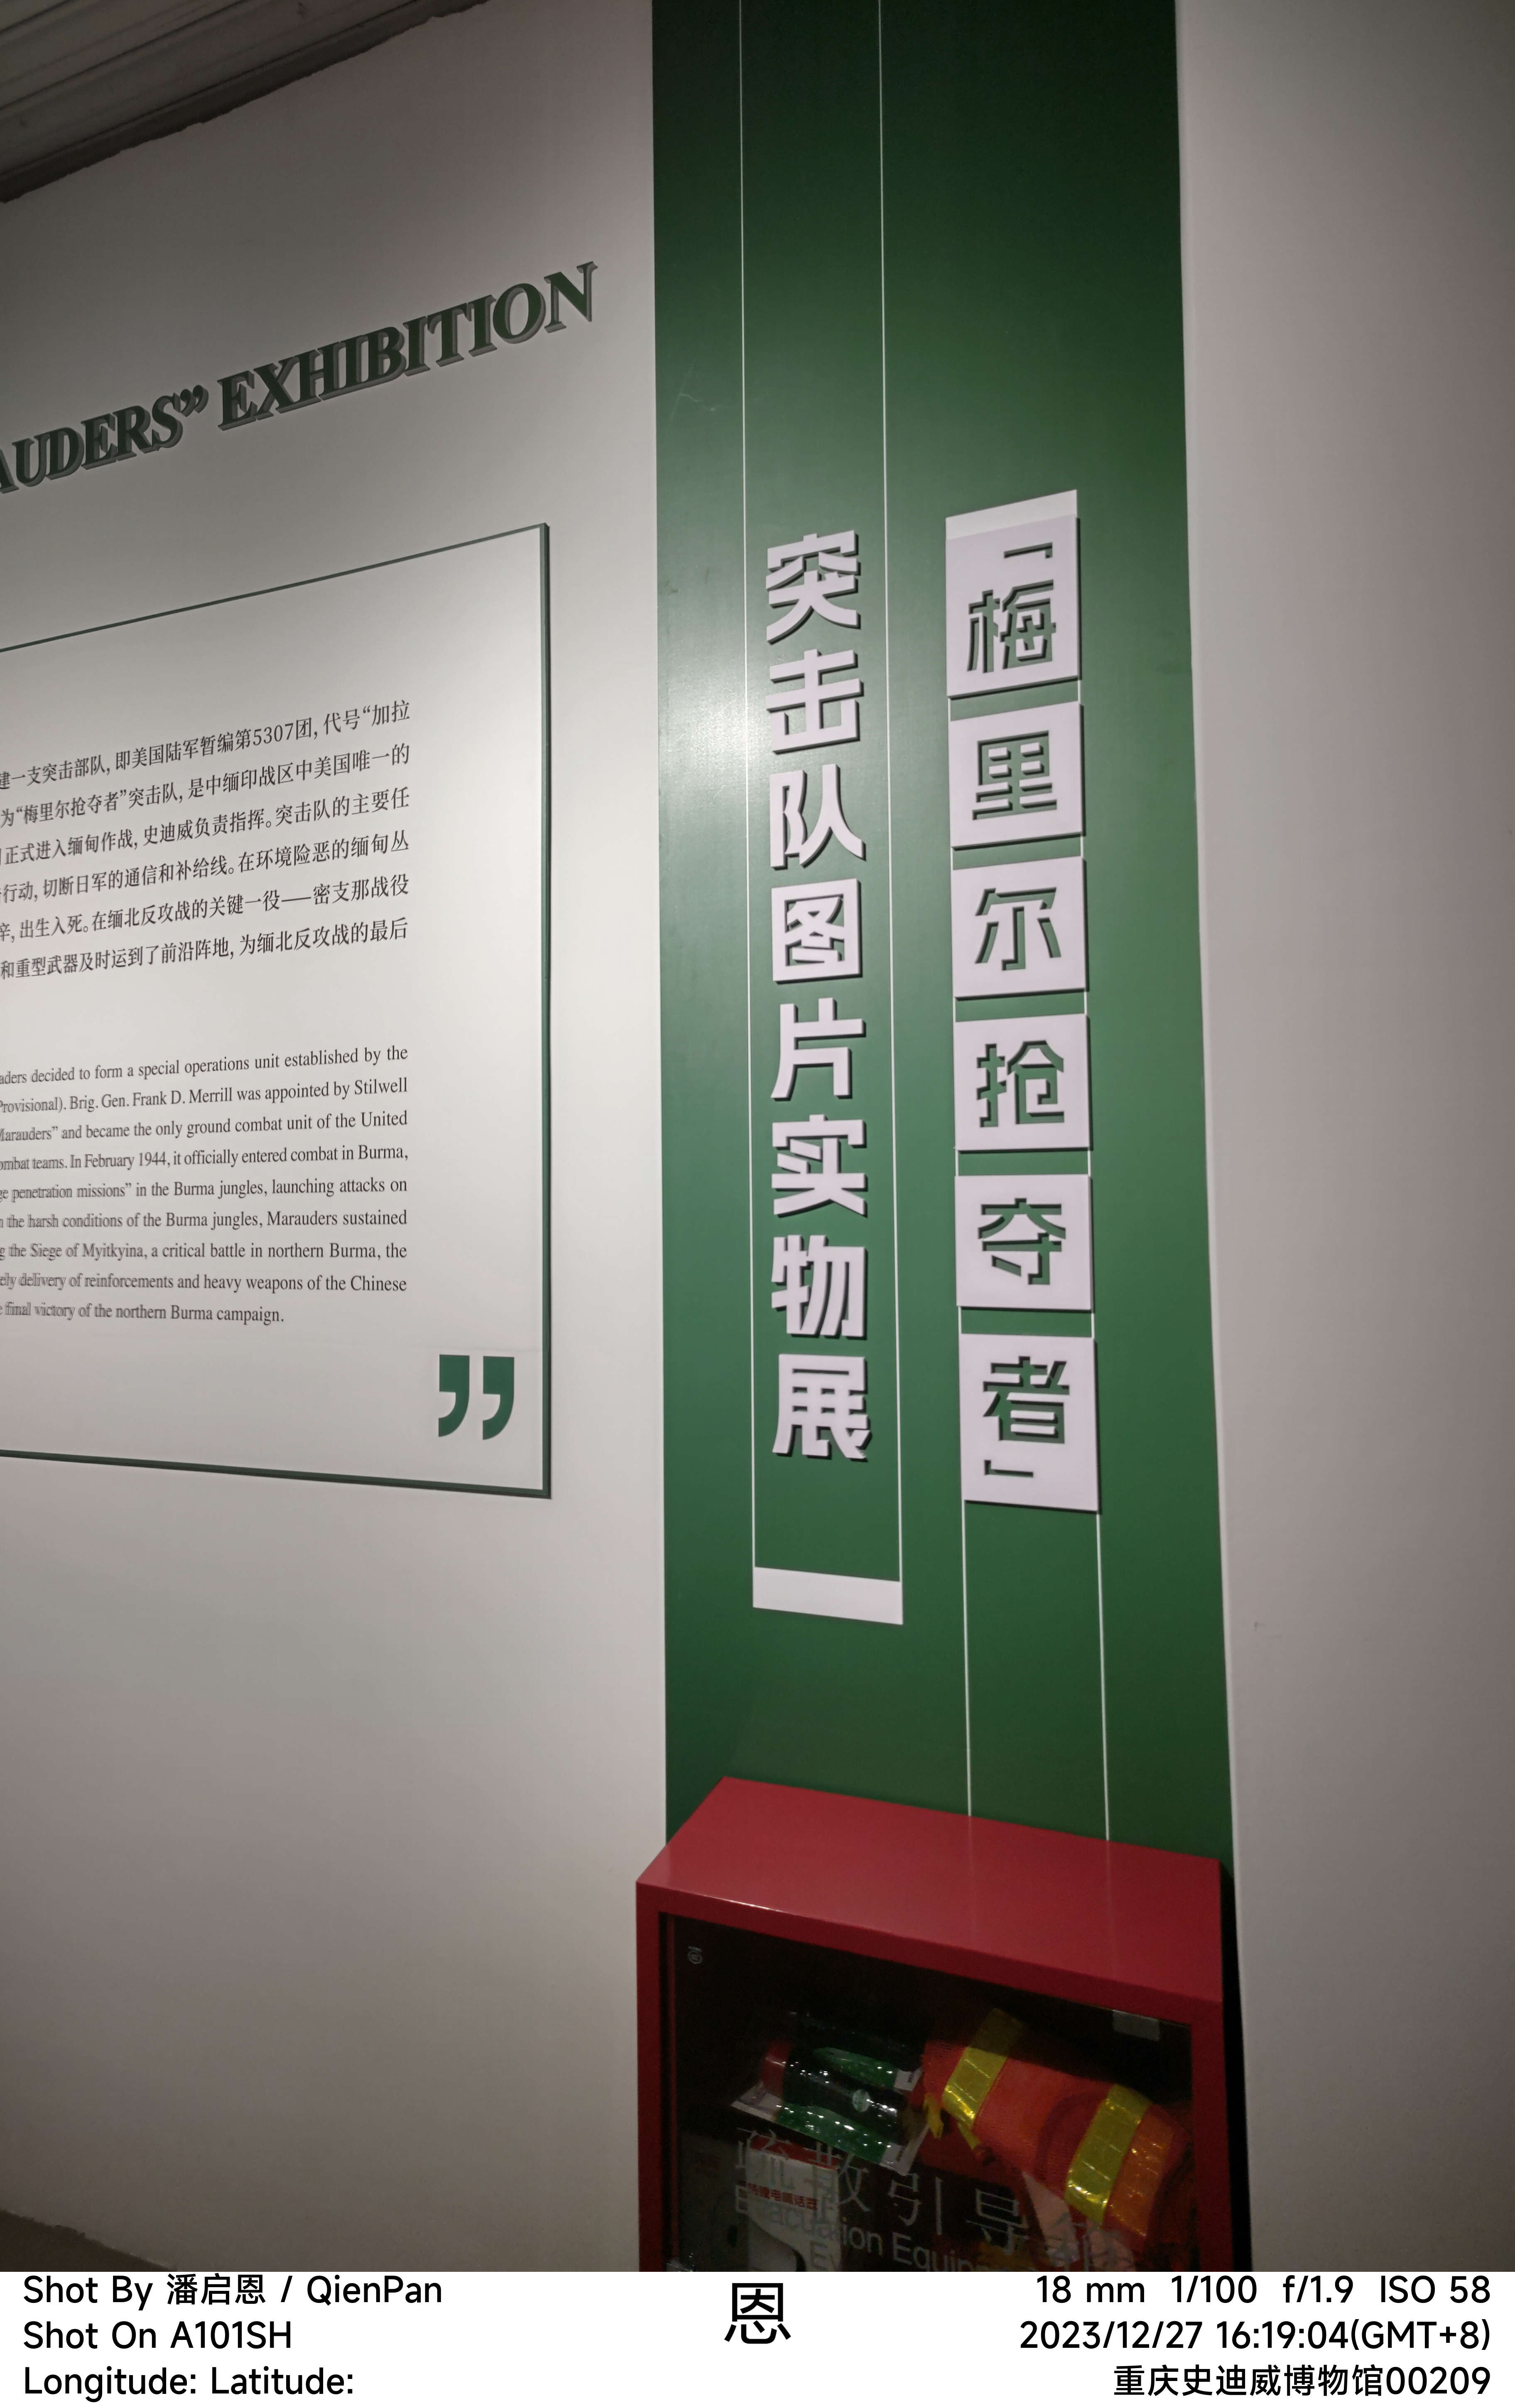 AUDERS” EXHIBITION
建一支突击部队, 即美国陆军暂编第5307团, 代号“加拉
为“梅里尔抢夺者”突击队, 是中缅印战区中美国唯一的
正式进入缅甸作战, 史迪威负责指挥。突击队的主要任
行动, 切断日军的通信和补给线。在环境险恶的缅甸丛
辛, 出生入死。在缅北反攻战的关键一役——密支那战役
和重型武器及时运到了前沿阵地, 为缅北反攻战的最后
aders decided to form a special operations unit established by the
Provisional). Brig. Gen. Frank D. Merrill was appointed by Stilwell
Marauders” and became the only ground combat unit of the United
ombat teams. In February 1944, it officially entered combat in Burma,
ge penetration missions” in the Burma jungles, launching attacks on
n the harsh conditions of the Burma jungles, Marauders sustained
g the Siege of Myitkyina, a critical battle in northern Burma, the
ely delivery of reinforcements and heavy weapons of the Chinese
e final victory of the northern Burma campaign.
”
「梅里尔抢夺者」
突击队图片实物展
疏散引导箱
Evacuation Equip
Shot By 潘启恩 / QienPan
Shot On A101SH
Longitude: Latitude:
恩
18 mm 1/100 f/1.9 ISO 58
2023/12/27 16:19:04(GMT+8)
重庆史迪威博物馆00209